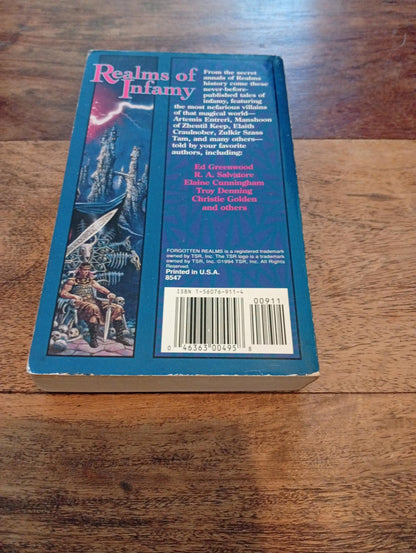 Realms of
Infamy
From the secret
annals of Realms
history come these
never-before-
published tales of
infamy, featuring
the most nefarious villains
of that magical world—
Artemis Entreri, Manshoon
of Zhentil Keep, Elaith
Craulnober, Zulkir Szass
Tam, and many others—
told by your favorite
authors, including:
Ed Greenwood
R. A. Salvatore
Elaine Cunningham
Troy Denning
Christie Golden
and others
FORGOTTEN REALMS is a registered trademark
owned by TSR, Inc. The TSR logo is a trademark
owned by TSR, Inc. ©1994 TSR, Inc. All Rights
Reserved.
Printed in U.S.A.
8547
ISBN 1-56076-911-4
00911
0 46363 00495 8